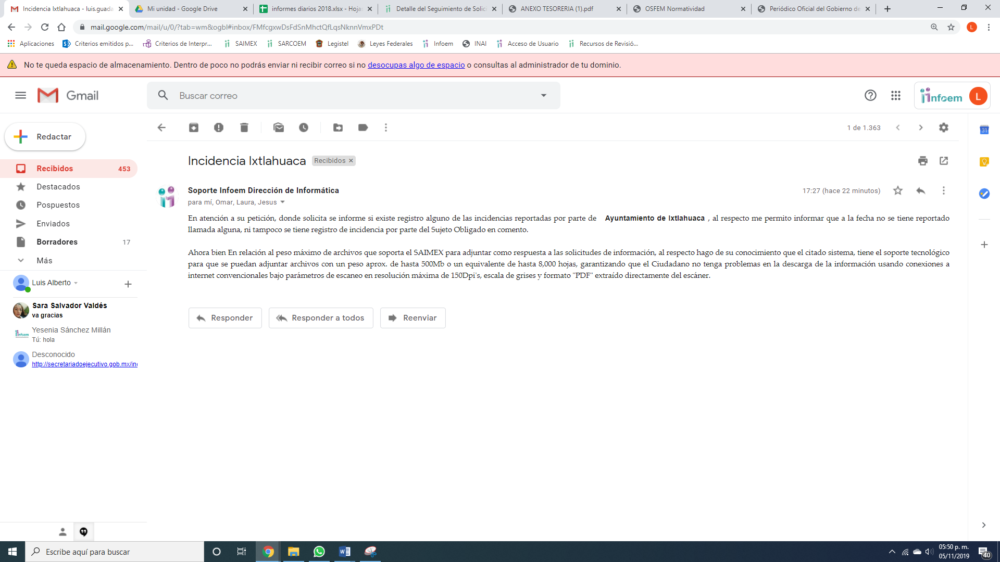 Incidencia Ixtlahuaca - luis.guada
Mi unidad - Google Drive
informes diarios 2018.xlsx - Hoja
Detalle del Seguimiento de Solici
ANEXO TESORERIA (1).pdf
OSFEM Normatividad
Periódico Oficial del Gobierno de
mail.google.com/mail/u/0/?tab=wm&ogbl#inbox/FMfcgxwDsFdSnMhctQfLqsNknnVmxPDt
L
Aplicaciones
Criterios emitidos p...
Criterios de Interpr...
SAIMEX
SARCOEM
Legistel
Leyes Federales
Infoem
INAI
Acceso de Usuario
Recursos de Revisió...
No te queda espacio de almacenamiento. Dentro de poco no podrás enviar ni recibir correo si no desocupas algo de espacio o consultas al administrador de tu dominio.
Gmail
Buscar correo
infoem
L
Redactar
1 de 1.363
31
Recibidos 453
Destacados
Pospuestos
Enviados
Borradores 17
Más
Luis Alberto
Sara Salvador Valdés
va gracias
infoem
Yesenia Sánchez Millán
Tú: hola
Desconocido
http://secretariadoejecutivo.gob.mx/in
Incidencia Ixtlahuaca Recibidos
Soporte Infoem Dirección de Informática
17:27 (hace 22 minutos)
para mí, Omar, Laura, Jesus
En atención a su petición, donde solicita se informe si existe registro alguno de las incidencias reportadas por parte de Ayuntamiento de Ixtlahuaca , al respecto me permito informar que a la fecha no se tiene reportado
llamada alguna, ni tampoco se tiene registro de incidencia por parte del Sujeto Obligado en comento.
Ahora bien En relación al peso máximo de archivos que soporta el SAIMEX para adjuntar como respuesta a las solicitudes de información, al respecto hago de su conocimiento que el citado sistema, tiene el soporte tecnológico
para que se puedan adjuntar archivos con un peso aprox. de hasta 500Mb o un equivalente de hasta 8,000 hojas, garantizando que el Ciudadano no tenga problemas en la descarga de la información usando conexiones a
internet convencionales bajo parámetros de escaneo en resolución máxima de 150Dpi's, escala de grises y formato "PDF" extraído directamente del escáner.
Responder
Responder a todos
Reenviar
Escribe aquí para buscar
05:50 p. m.
05/11/2019
40